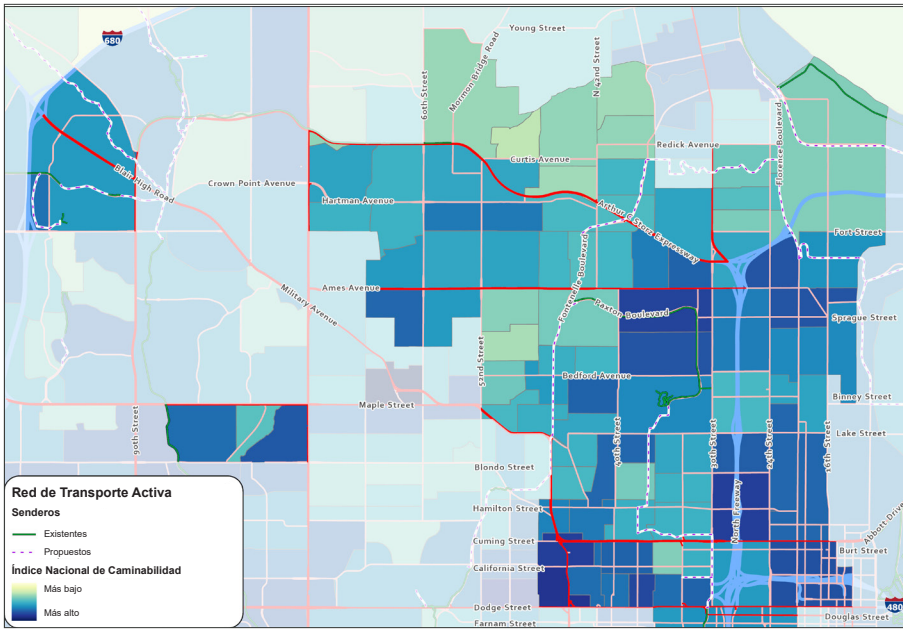 Young Street
680
60th Street
Mormon Bridge Road
N 42nd Street
Redick Avenue
Curtis Avenue
Florence Boulevard
Blair High Road
Crown Point Avenue
Hartman Avenue
Arthur C Storz Expressway
Fort Street
Fontenelle Boulevard
Ames Avenue
Military Avenue
Paxton Boulevard
Sprague Street
52nd Street
Bedford Avenue
Maple Street
Binney Street
90th Street
40th Street
30th Street
24th Street
16th Street
Lake Street
Blondo Street
Hamilton Street
North Freeway
Abbott Drive
Cuming Street
Burt Street
California Street
Dodge Street
480
Farnam Street
Douglas Street
Red de Transporte Activa
Senderos
Existentes
Propuestos
Índice Nacional de Caminabilidad
Más bajo
Más alto